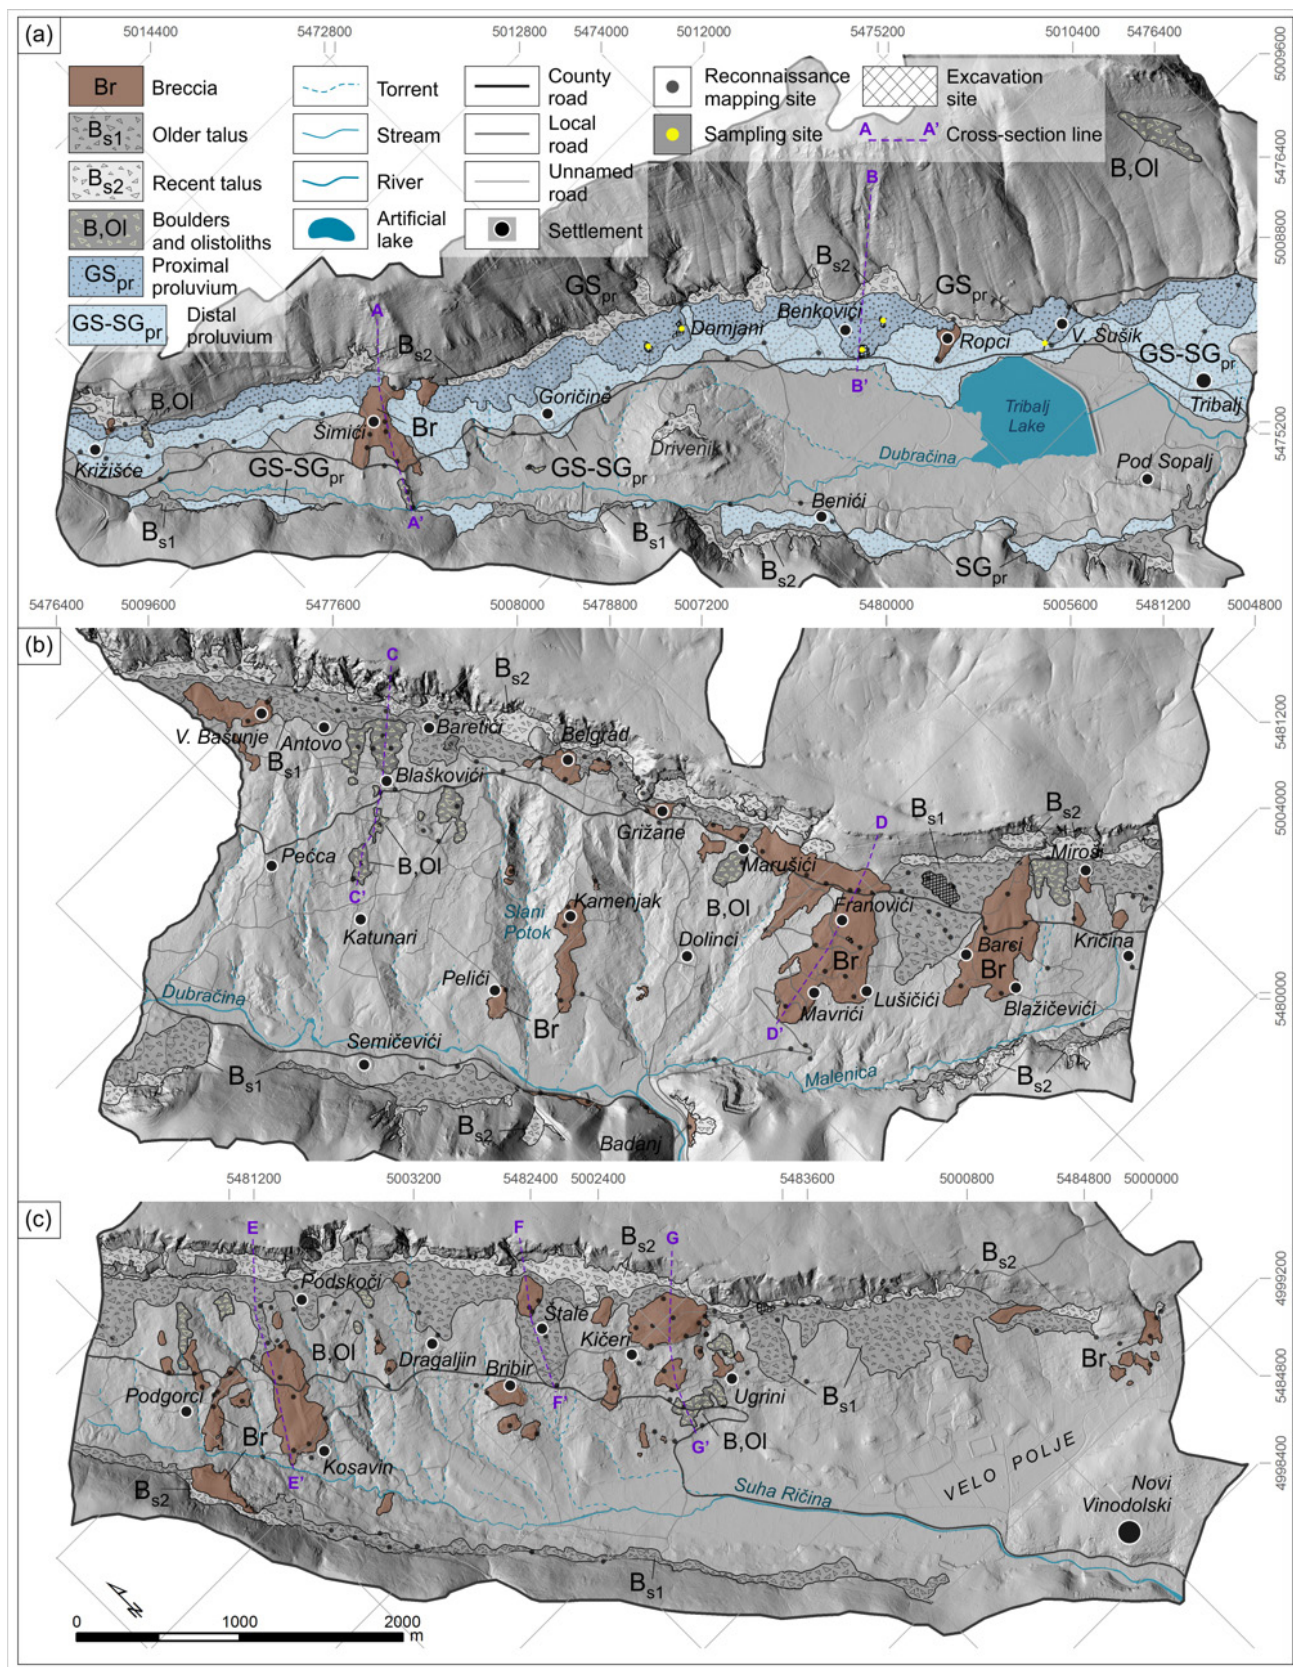 (a)
5014400
5472800
5012800
5474000
5012000
5475200
5010400
5476400
5009600
5476400
5008800
5475200
5474400
Br
Breccia
Bs1
Older talus
Bs2
Recent talus
B,Ol
Boulders
and olistoliths
GSpr
Proximal
proluvium
GS-SGpr
Distal
proluvium
Torrent
Stream
River
Artificial
lake
County
road
Local
road
Unnamed
road
Settlement
Reconnaissance
mapping site
Sampling site
Excavation
site
A
A'
Cross-section line
B
B,Ol
Bs2
GSpr
GSpr
A
Bs2
Domjani
Benkovići
Ropci
V. Sušik
GS-SGpr
B'
B,Ol
Goričine
Tribalj
Lake
Tribalj
Šimići
Br
Drivenik
Dubračina
Križišće
GS-SGpr
GS-SGpr
Pod Sopalj
Bs1
A'
Bs1
Benići
Bs2
SGpr
5476400
5009600
5477600
5008000
5478800
5007200
5480000
5005600
5481200
5004800
5481200
5004000
5480000
(b)
C
Bs2
V. Bašunje
Antovo
Baretići
Belgrad
Bs1
Blaškovići
Grižane
D
Bs1
Bs2
Pećca
B,Ol
Marušići
Miroši
C'
Slani
Potok
Kamenjak
B,Ol
Franovići
Katunari
Dolinci
Barci
Kričina
Pelići
Br
Br
Dubračina
Br
Mavrići
Lušičići
Blažičevići
D'
Semičevići
Malenica
Bs1
Bs2
Bs2
Badanj
5481200
5003200
5482400
5002400
5483600
5000800
5484800
5000000
4999200
5484800
4998400
(c)
E
F
G
Bs2
Bs2
Podskoči
Štale
Kičeri
B,Ol
Dragaljin
Bribir
Ugrini
Br
Podgorci
F'
Bs1
Br
G'
B,Ol
Kosavin
Bs2
E'
Suha Ričina
VELO POLJE
Novi
Vinodolski
Bs1
N
0
1000
2000
m